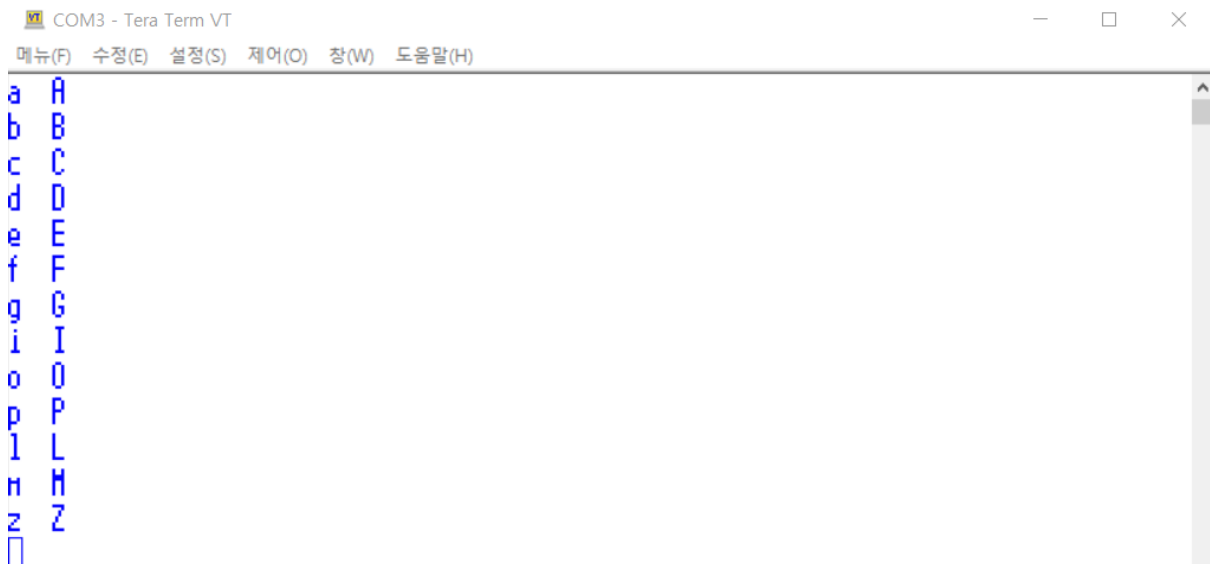 COM3 - Tera Term VT
메뉴(F) 수정(E) 설정(S) 제어(O) 창(W) 도움말(H)
a A
b B
c C
d D
e E
f F
g G
i I
o O
p P
l L
m M
z Z